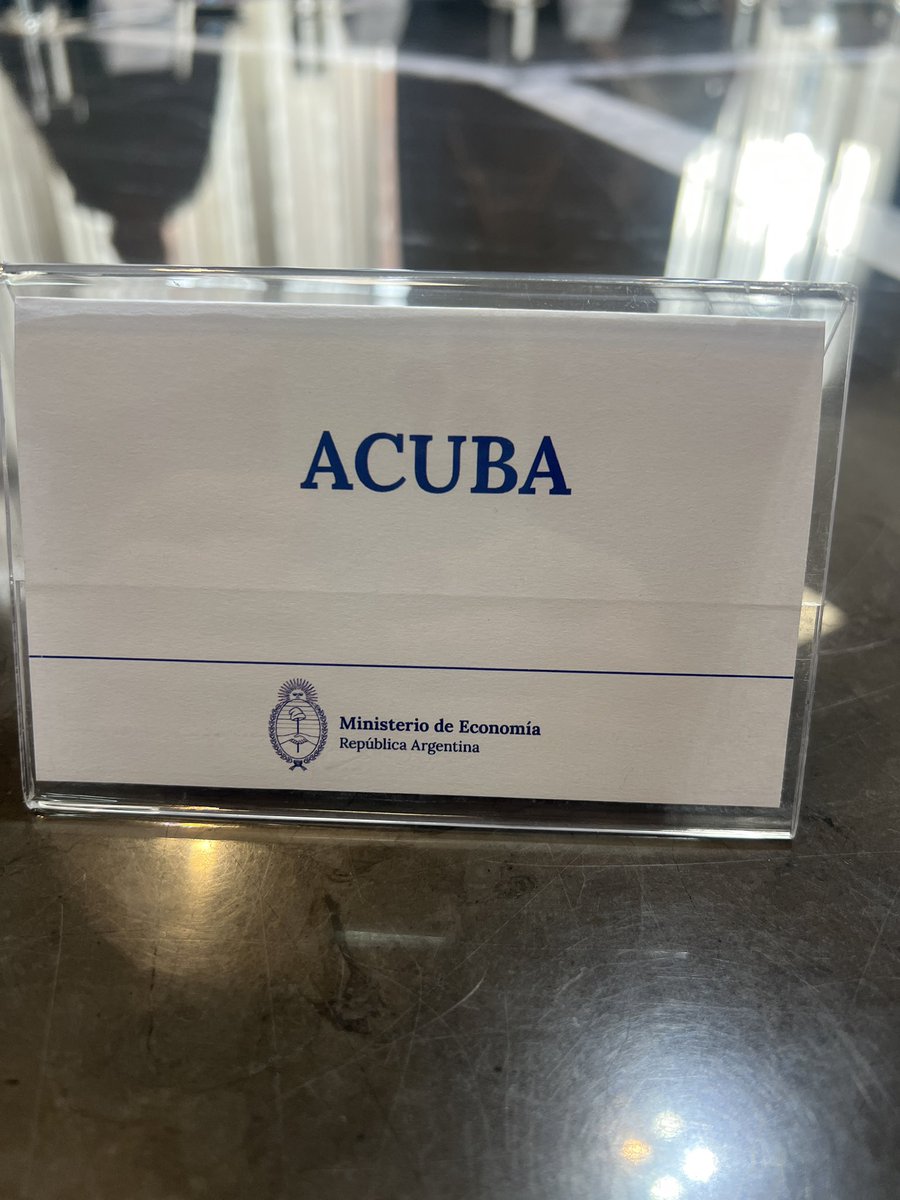 ACUBA
Ministerio de Economía
República Argentina